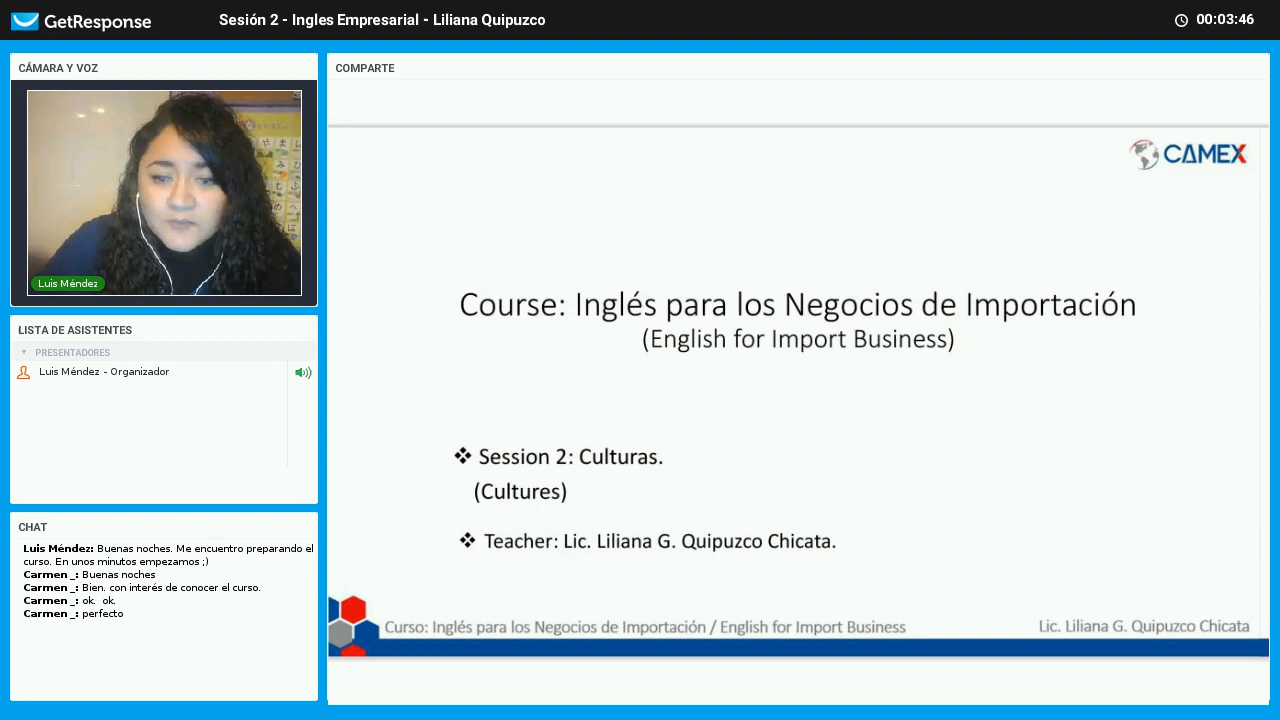 GetResponse
Sesión 2 - Ingles Empresarial - Liliana Quipuzco
00:03:46
CÁMARA Y VOZ
Luis Méndez
LISTA DE ASISTENTES
PRESENTADORES
Luis Méndez - Organizador
CHAT
Luis Méndez: Buenas noches. Me encuentro preparando el
curso. En unos minutos empezamos ;)
Carmen _: Buenas noches
Carmen _: Bien. con interés de conocer el curso.
Carmen _: ok.  ok.
Carmen _: perfecto
COMPARTE
CAMEX
Course: Inglés para los Negocios de Importación
(English for Import Business)
❖ Session 2: Culturas.
(Cultures)
❖ Teacher: Lic. Liliana G. Quipuzco Chicata.
Curso: Inglés para los Negocios de Importación / English for Import Business
Lic. Liliana G. Quipuzco Chicata